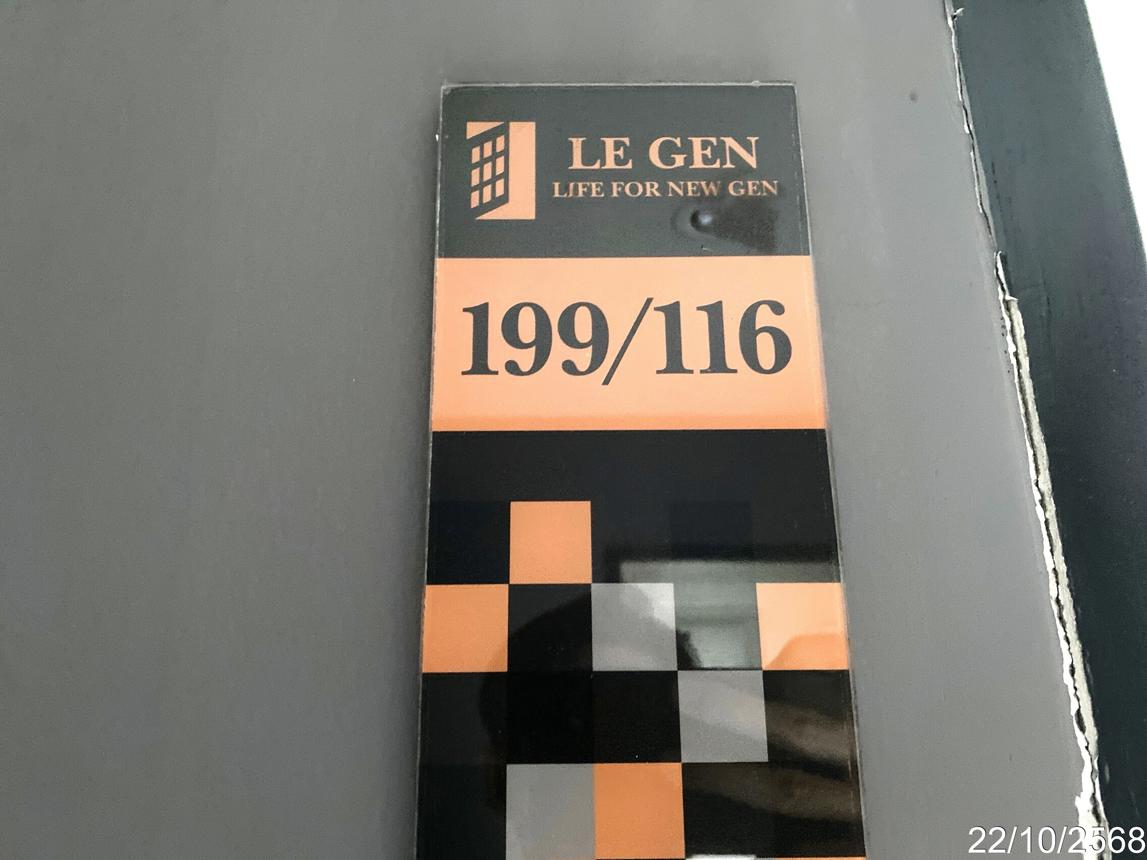 LE GEN
LIFE FOR NEW GEN
199/116
22/10/2568